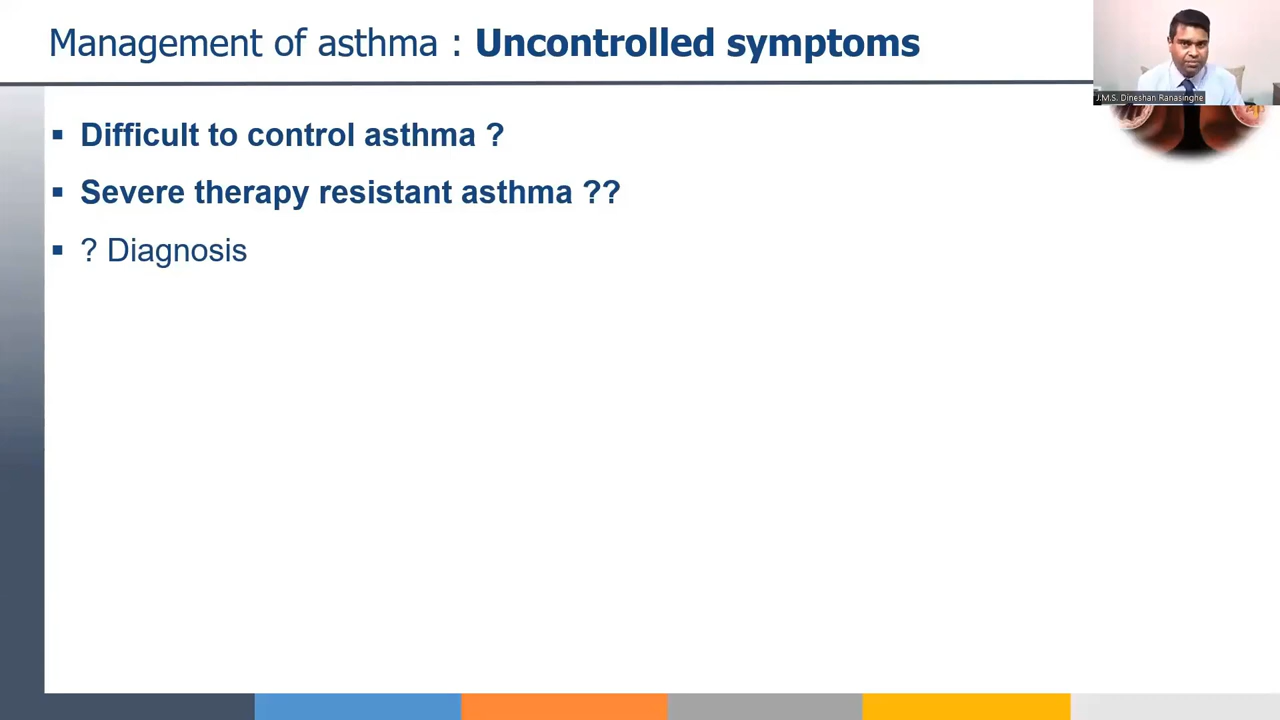 Management of asthma : Uncontrolled symptoms
J.M.S. Dineshan Ranasinghe
▪ Difficult to control asthma ?
▪ Severe therapy resistant asthma ??
▪ ? Diagnosis